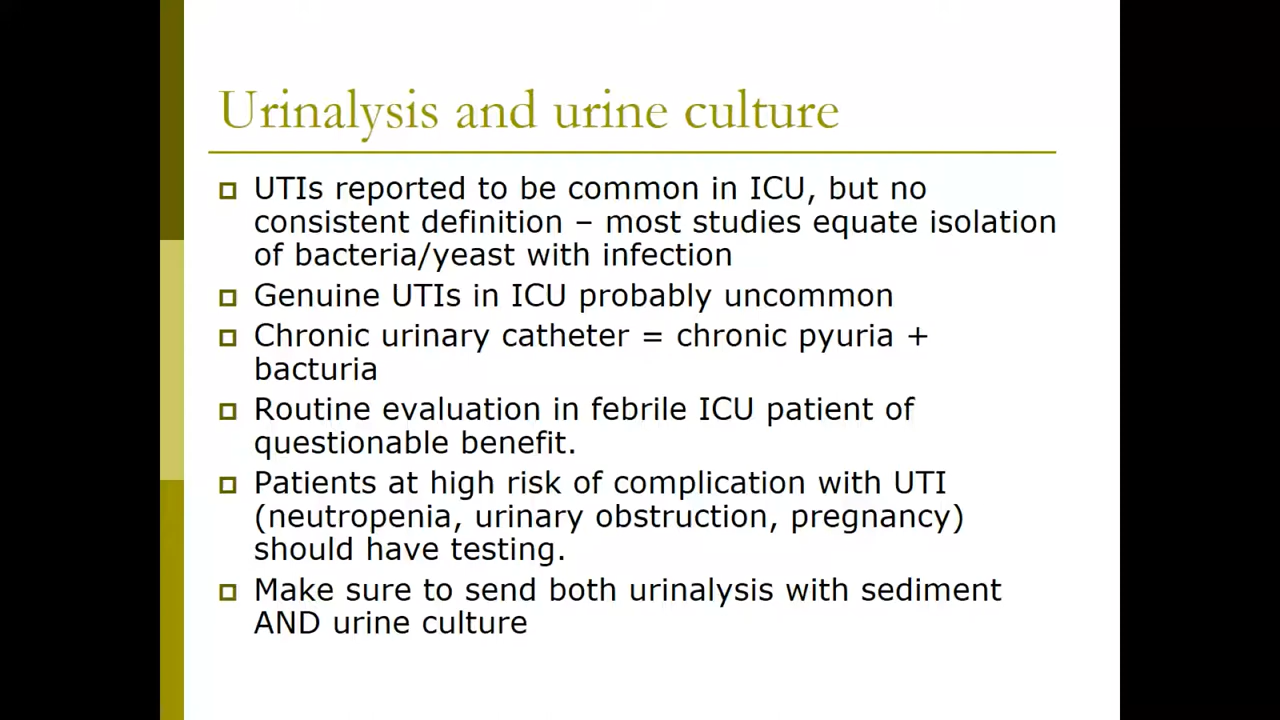 Urinalysis and urine culture
UTIs reported to be common in ICU, but no
consistent definition – most studies equate isolation
of bacteria/yeast with infection
Genuine UTIs in ICU probably uncommon
Chronic urinary catheter = chronic pyuria +
bacturia
Routine evaluation in febrile ICU patient of
questionable benefit.
Patients at high risk of complication with UTI
(neutropenia, urinary obstruction, pregnancy)
should have testing.
Make sure to send both urinalysis with sediment
AND urine culture